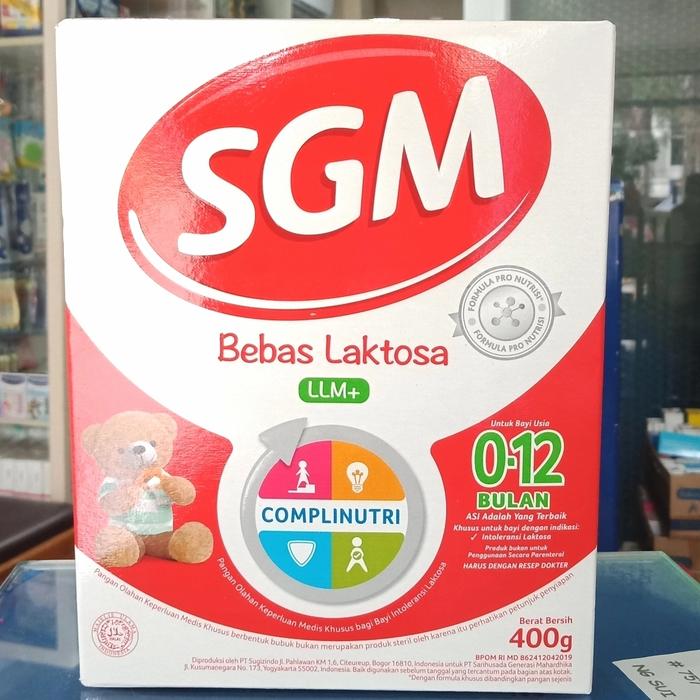 SGM
FORMULA PRO NUTRISI*
FORMULA PRO NUTRISI
Bebas Laktosa
LLM+
Untuk Bayi Usia
0-12
BULAN
ASI Adalah Yang Terbaik
Khusus untuk bayi dengan indikasi:
✓ Intoleransi Laktosa
Produk bukan untuk
Penggunaan Secara Parenteral
HARUS DENGAN RESEP DOKTER
COMPLINUTRI
Pangan Olahan Keperluan Medis Khusus bagi Bayi Intoleransi Laktosa
Pangan Olahan Keperluan Medis Khusus berbentuk bubuk bukan merupakan produk steril oleh karena itu perhatikan petunjuk penyiapan
MAJELIS ULAMA
HALAL
INDONESIA
Berat Bersih
400g
BPOM RI MD 862412042019
Diproduksi oleh PT Sugizindo Jl. Pahlawan KM 1,6, Citeureup, Bogor 16810, Indonesia untuk PT Sarihusada Generasi Mahardhika
Jl. Kusumanegara No. 173, Yogyakarta 55002, Indonesia. Baik digunakan sebelum tanggal yang tercantum pada bagian atas kotak.
*Dengan formula khusus dibandingkan pangan sejenis